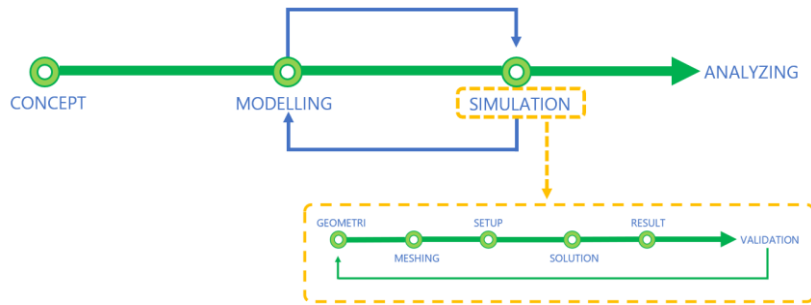 CONCEPT
MODELLING
SIMULATION
ANALYZING
GEOMETRI
MESHING
SETUP
SOLUTION
RESULT
VALIDATION